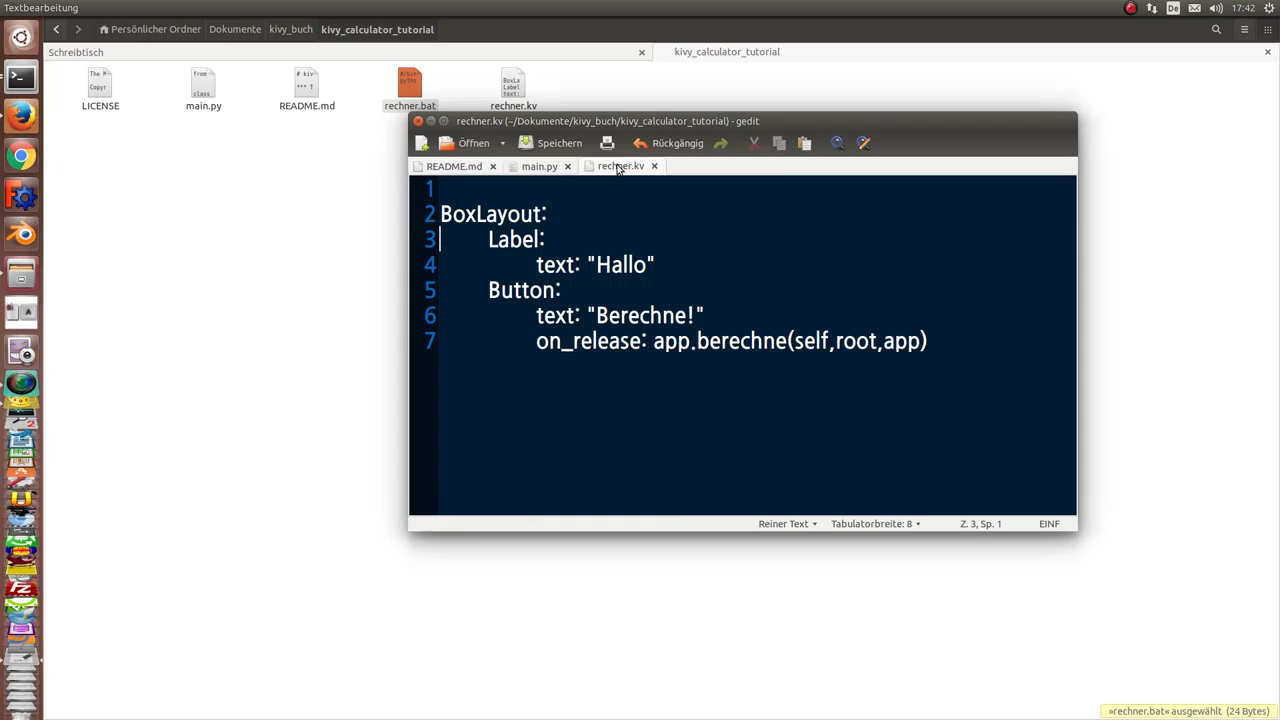 Textbearbeitung
De
17:42
Persönlicher Ordner
Dokumente
kivy_buch
kivy_calculator_tutorial
Schreibtisch
kivy_calculator_tutorial
LICENSE
main.py
README.md
rechner.bat
rechner.kv
rechner.kv (~/Dokumente/kivy_buch/kivy_calculator_tutorial) - gedit
Öffnen
Speichern
Rückgängig
README.md
main.py
rechner.kv
1
2 BoxLayout:
3 Label:
4 text: "Hallo"
5 Button:
6 text: "Berechne!"
7 on_release: app.berechne(self,root,app)
Reiner Text
Tabulatorbreite: 8
Z. 3, Sp. 1
EINF
»rechner.bat« ausgewählt (24 Bytes)